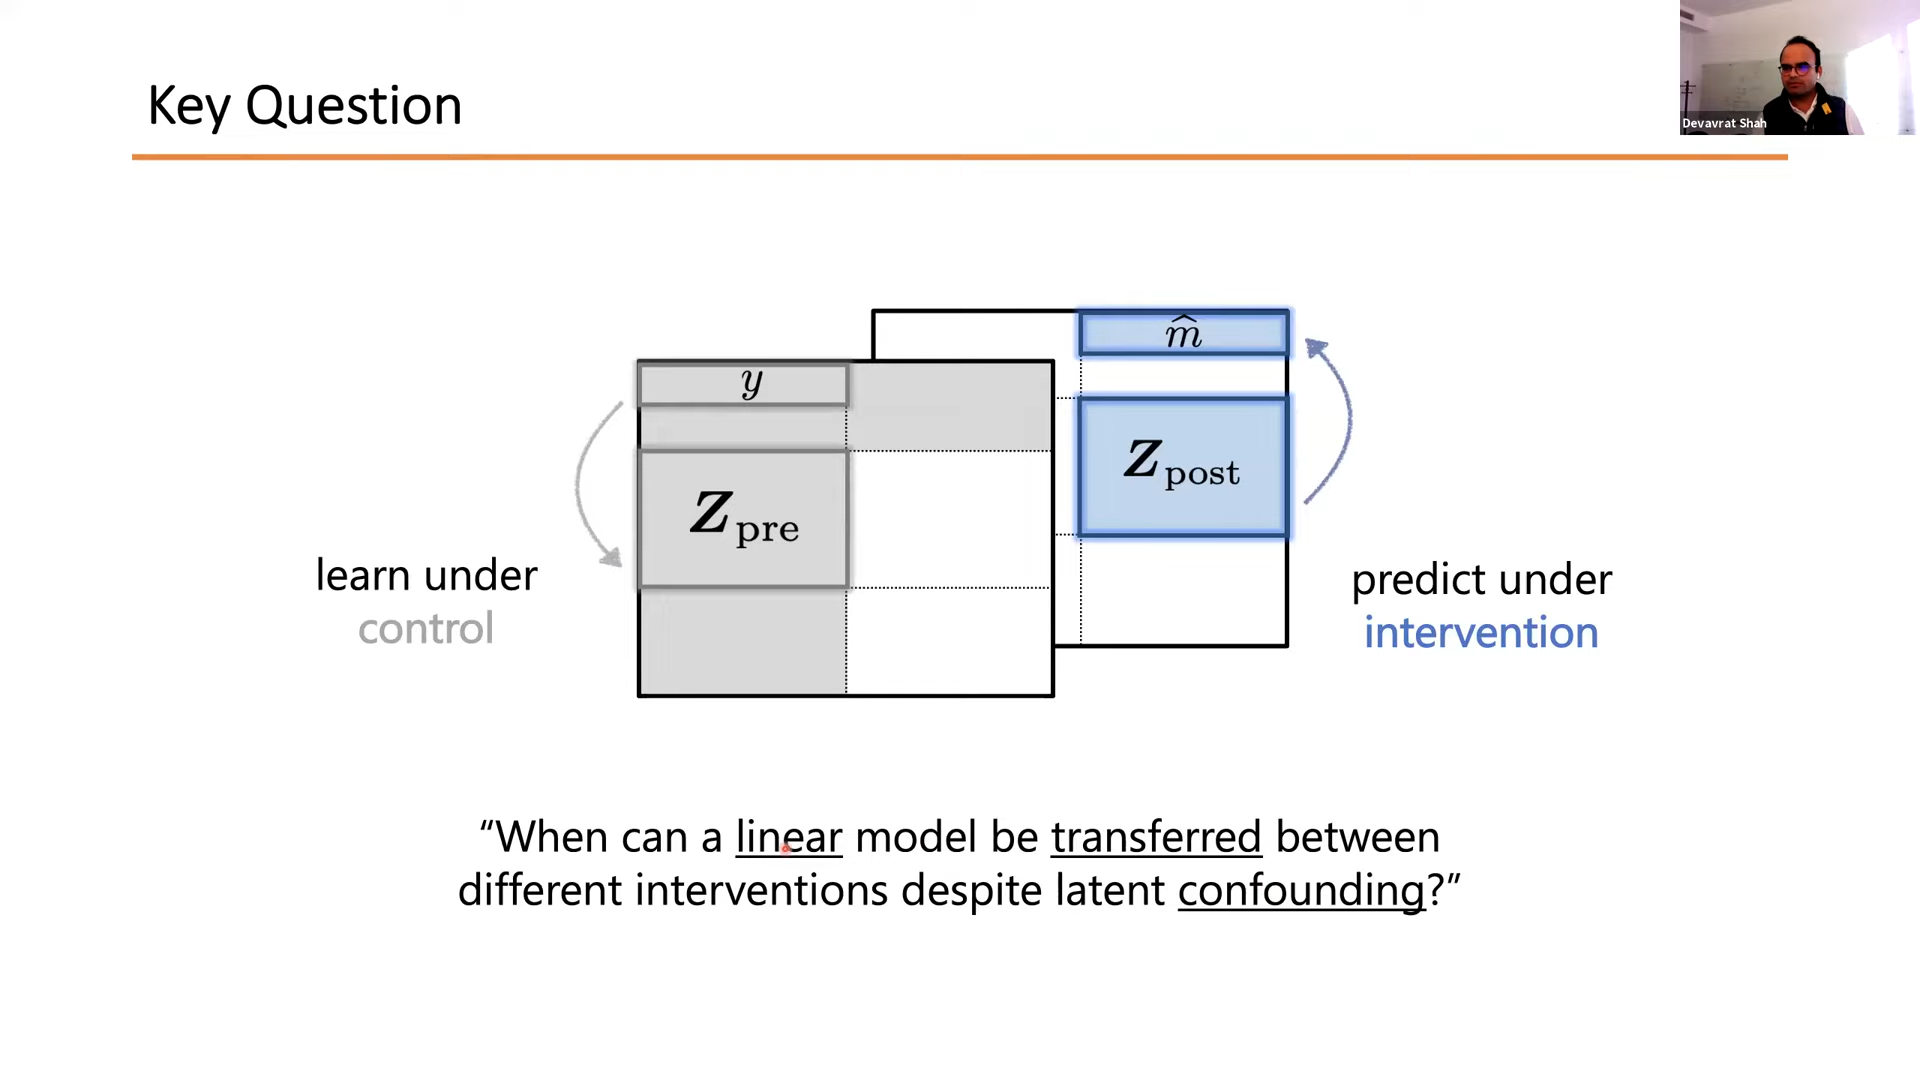 Key Question
Devavrat Shah
m̂
y
Z_post
Z_pre
learn under
control
predict under
intervention
“When can a linear model be transferred between
different interventions despite latent confounding?”